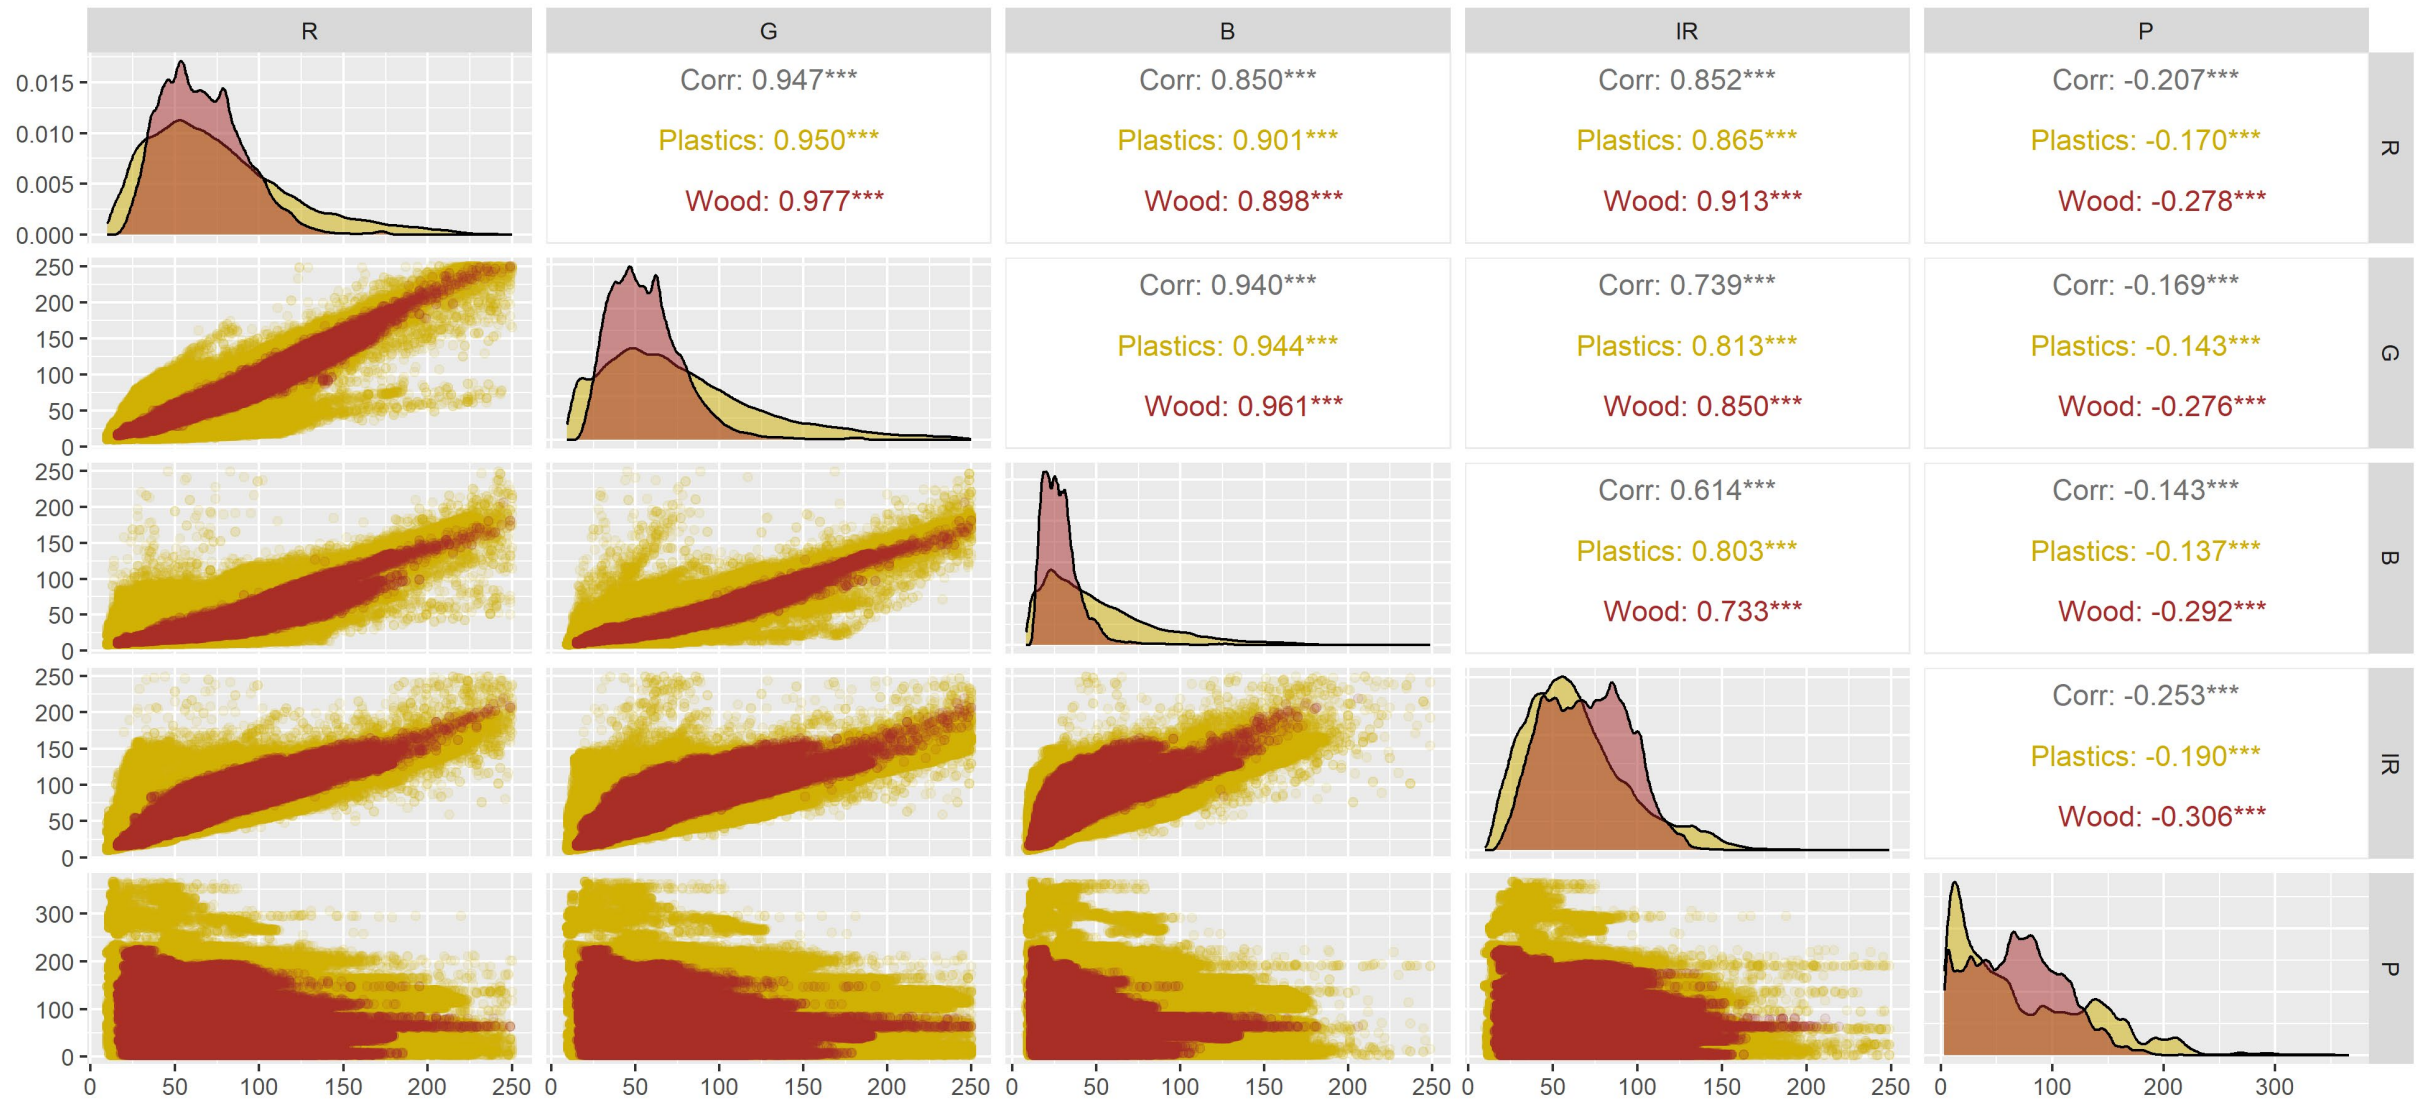 R G B IR P
0.015
0.010
0.005
0.000
Corr: 0.947***
Plastics: 0.950***
Wood: 0.977***
Corr: 0.850***
Plastics: 0.901***
Wood: 0.898***
Corr: 0.852***
Plastics: 0.865***
Wood: 0.913***
Corr: -0.207***
Plastics: -0.170***
Wood: -0.278***
R
250
200
150
100
50
0
Corr: 0.940***
Plastics: 0.944***
Wood: 0.961***
Corr: 0.739***
Plastics: 0.813***
Wood: 0.850***
Corr: -0.169***
Plastics: -0.143***
Wood: -0.276***
G
250
200
150
100
50
0
Corr: 0.614***
Plastics: 0.803***
Wood: 0.733***
Corr: -0.143***
Plastics: -0.137***
Wood: -0.292***
B
250
200
150
100
50
0
Corr: -0.253***
Plastics: -0.190***
Wood: -0.306***
IR
300
200
100
0
P
0 50 100 150 200 250 0 50 100 150 200 250 0 50 100 150 200 250 0 50 100 150 200 250 0 100 200 300